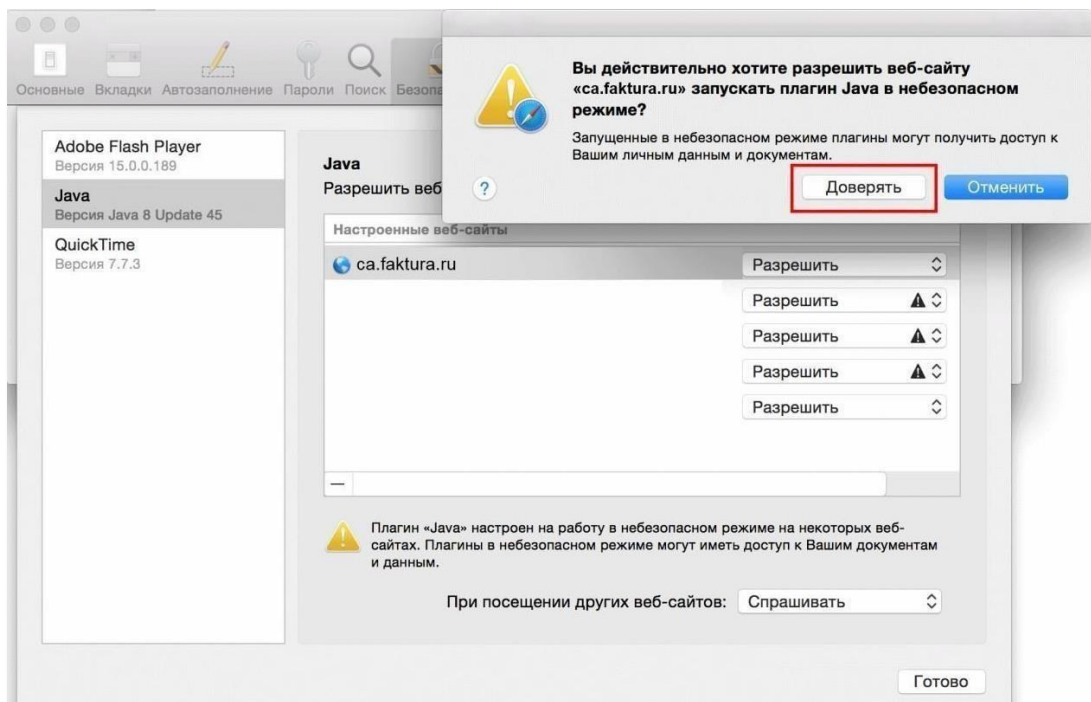 Основные Вкладки Автозаполнение Пароли Поиск
Вы действительно хотите разрешить веб-сайту
«ca.faktura.ru» запускать плагин Java в небезопасном
режиме?
Запущенные в небезопасном режиме плагины могут получить доступ к
Вашим личным данным и документам.
?
Доверять
Отменить
Adobe Flash Player
Версия 15.0.0.189
Java
Версия Java 8 Update 45
QuickTime
Версия 7.7.3
Java
Разрешить веб
Настроенные веб-сайты
ca.faktura.ru
Разрешить
Разрешить
Разрешить
Разрешить
Разрешить
Плагин «Java» настроен на работу в небезопасном режиме на некоторых веб-
сайтах. Плагины в небезопасном режиме могут иметь доступ к Вашим документам
и данным.
При посещении других веб-сайтов: Спрашивать
Готово